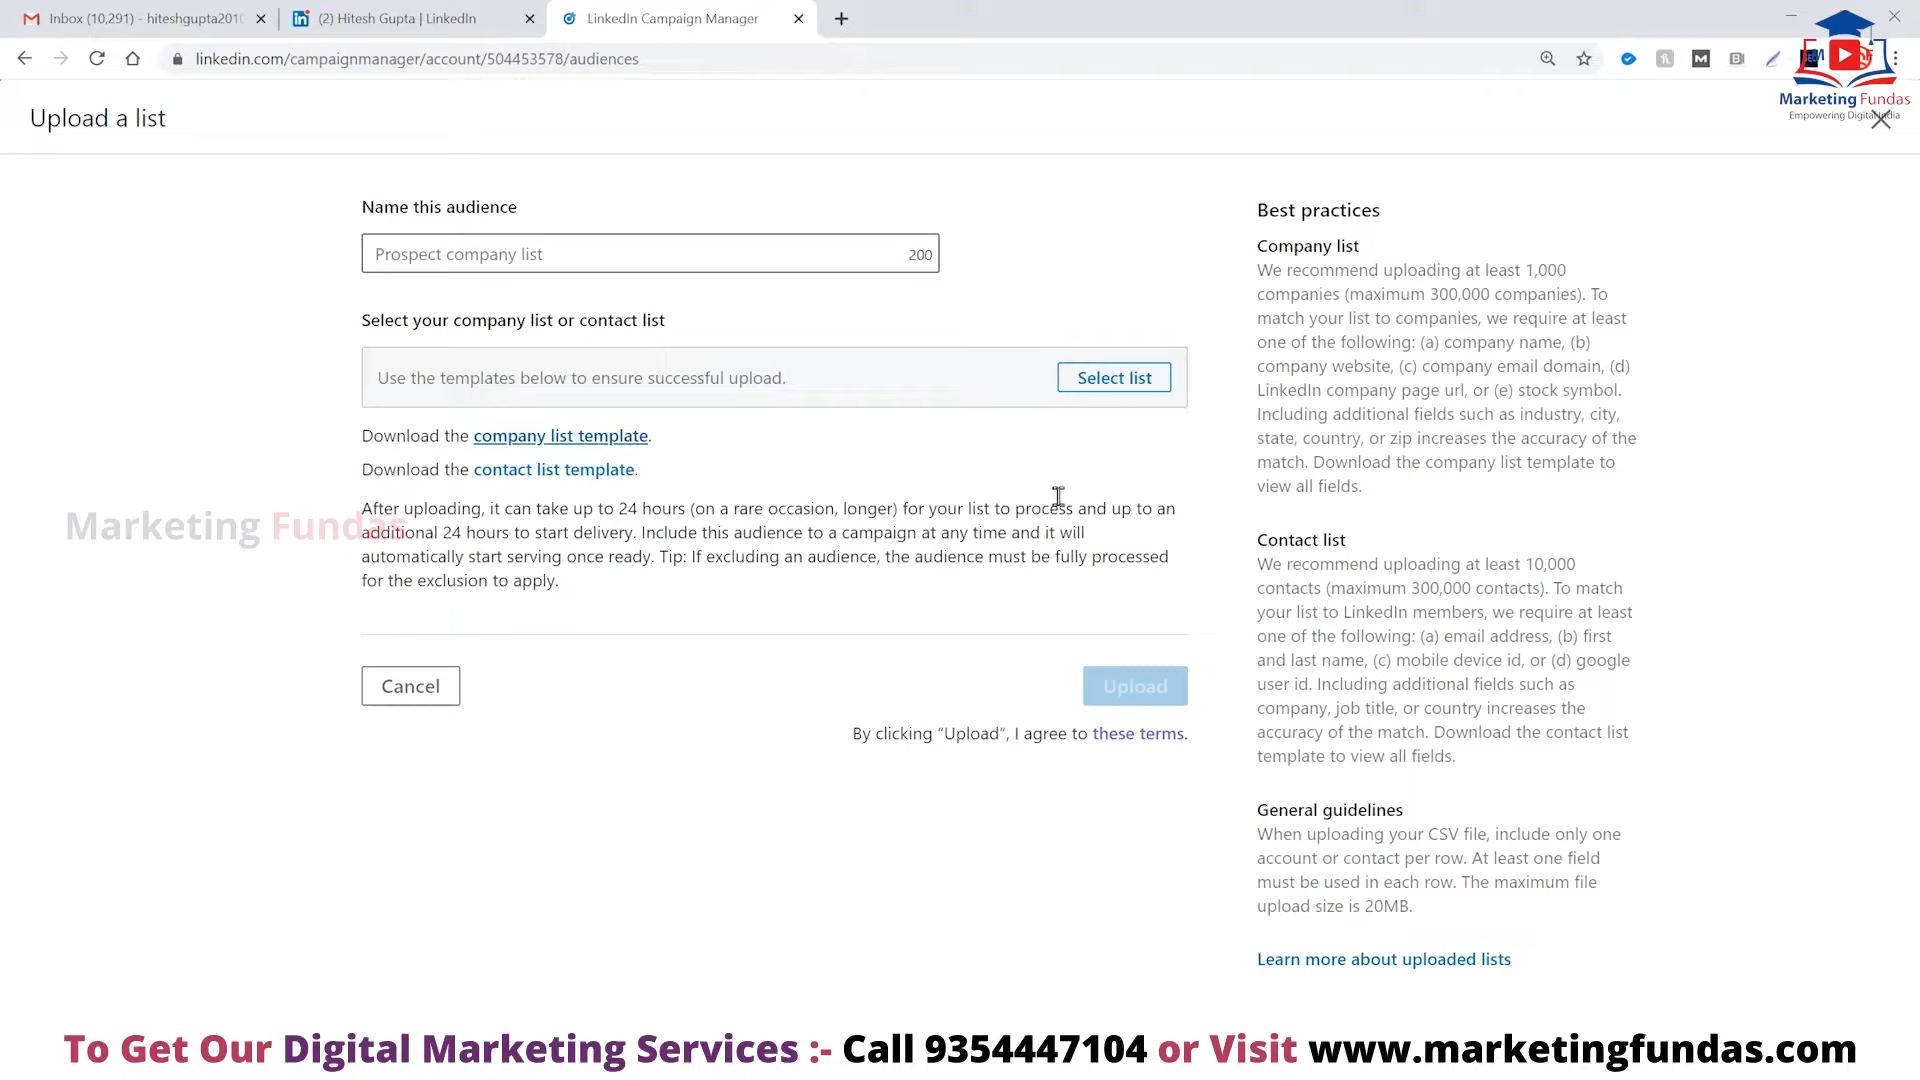 Inbox (10,291) - hiteshgupta2010
(2) Hitesh Gupta | LinkedIn
LinkedIn Campaign Manager
linkedin.com/campaignmanager/account/504453578/audiences
Marketing Fundas
Empowering Digital India
Upload a list
Name this audience
Prospect company list
200
Select your company list or contact list
Use the templates below to ensure successful upload.
Select list
Download the company list template.
Download the contact list template.
After uploading, it can take up to 24 hours (on a rare occasion, longer) for your list to process and up to an
additional 24 hours to start delivery. Include this audience to a campaign at any time and it will
automatically start serving once ready. Tip: If excluding an audience, the audience must be fully processed
for the exclusion to apply.
Marketing Fundas
Cancel
Upload
By clicking “Upload”, I agree to these terms.
Best practices
Company list
We recommend uploading at least 1,000
companies (maximum 300,000 companies). To
match your list to companies, we require at least
one of the following: (a) company name, (b)
company website, (c) company email domain, (d)
LinkedIn company page url, or (e) stock symbol.
Including additional fields such as industry, city,
state, country, or zip increases the accuracy of the
match. Download the company list template to
view all fields.
Contact list
We recommend uploading at least 10,000
contacts (maximum 300,000 contacts). To match
your list to LinkedIn members, we require at least
one of the following: (a) email address, (b) first
and last name, (c) mobile device id, or (d) google
user id. Including additional fields such as
company, job title, or country increases the
accuracy of the match. Download the contact list
template to view all fields.
General guidelines
When uploading your CSV file, include only one
account or contact per row. At least one field
must be used in each row. The maximum file
upload size is 20MB.
Learn more about uploaded lists
To Get Our Digital Marketing Services :- Call 9354447104 or Visit www.marketingfundas.com